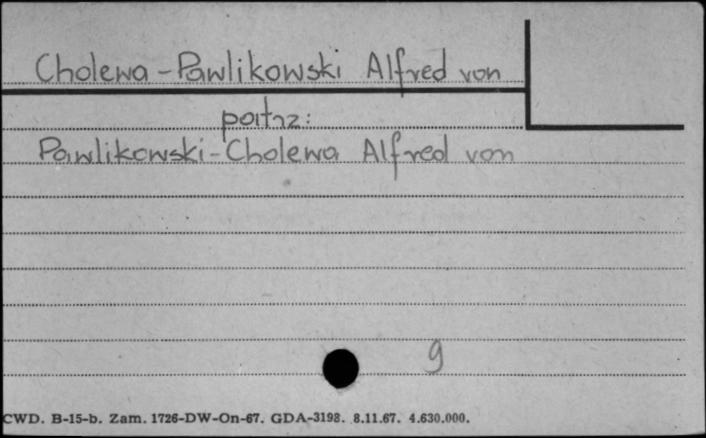 Cholewa-Pawlikowski Alfred von
patrz:
Pawlikowski-Cholewa Alfred von
9
CWD. B-15-b. Zam. 1726-DW-On-67. GDA-3198. 8.11.67. 4.630.000.